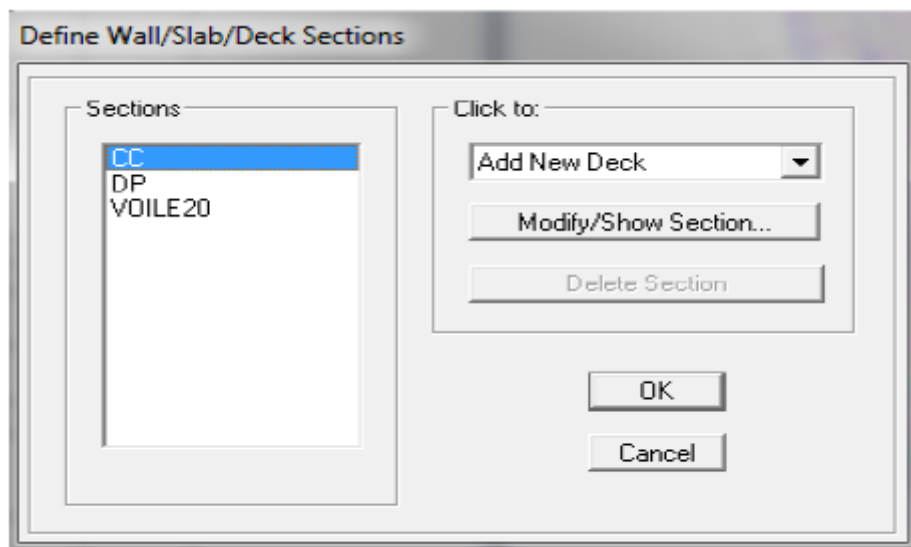 Define Wall/Slab/Deck Sections
Sections
CC
DP
VOILE20
Click to:
Add New Deck
Modify/Show Section...
Delete Section
OK
Cancel